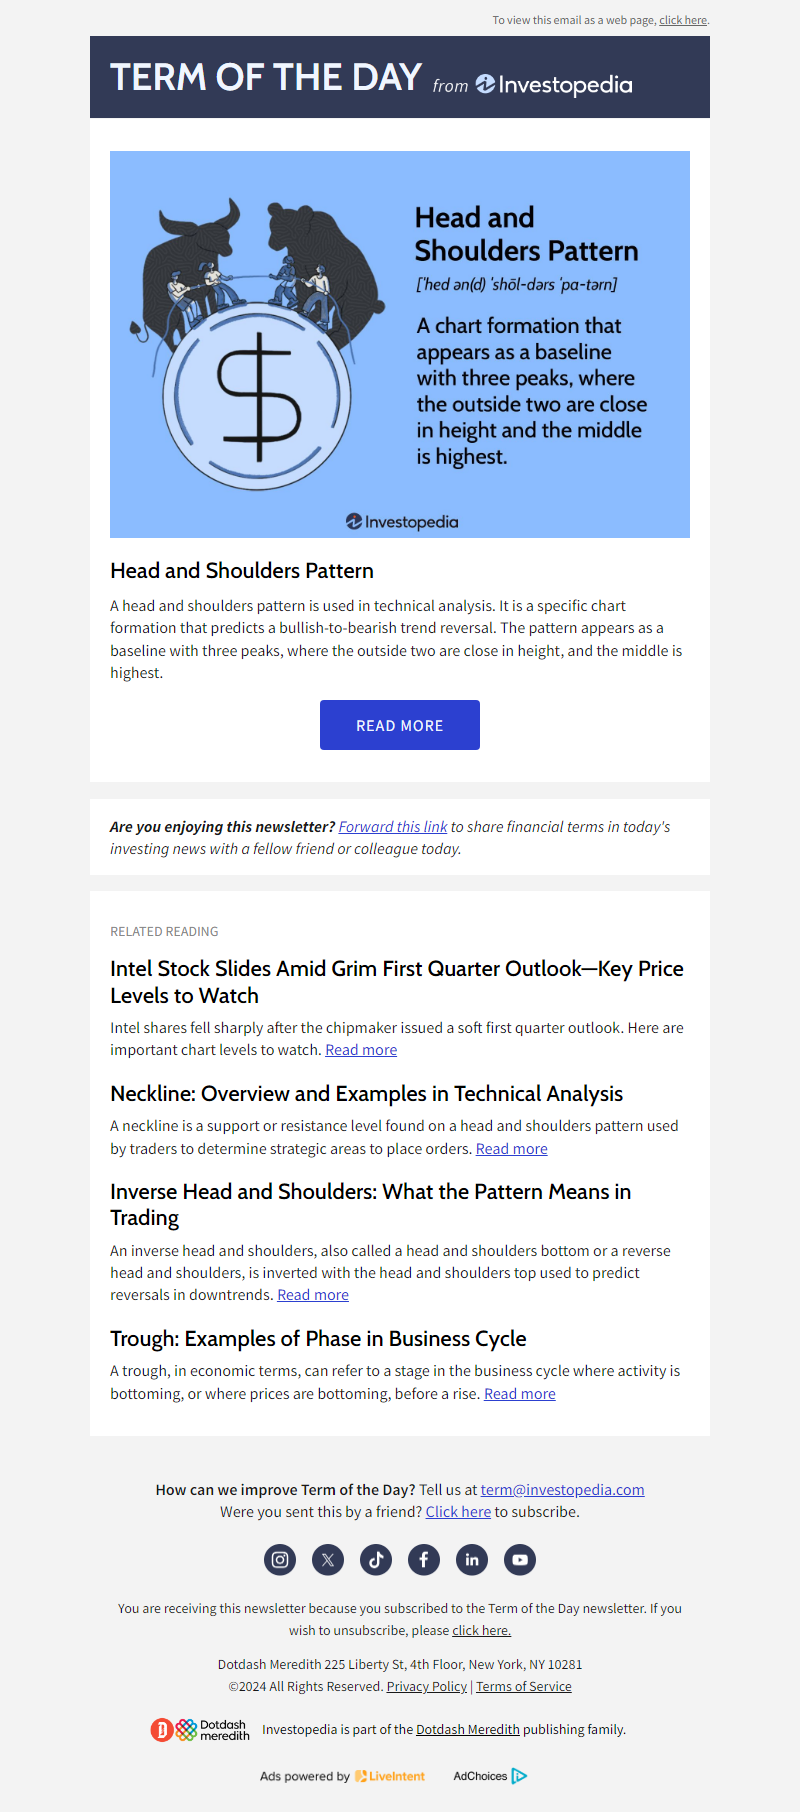 To view this email as a web page, click here.
TERM OF THE DAY from Investopedia
Head and
Shoulders Pattern
['hed ən(d) 'shōl-dərs 'pa-tərn]
A chart formation that
appears as a baseline
with three peaks, where
the outside two are close
in height and the middle
is highest.
$
Investopedia
Head and Shoulders Pattern
A head and shoulders pattern is used in technical analysis. It is a specific chart
formation that predicts a bullish-to-bearish trend reversal. The pattern appears as a
baseline with three peaks, where the outside two are close in height, and the middle is
highest.
READ MORE
Are you enjoying this newsletter? Forward this link to share financial terms in today's
investing news with a fellow friend or colleague today.
RELATED READING
Intel Stock Slides Amid Grim First Quarter Outlook—Key Price
Levels to Watch
Intel shares fell sharply after the chipmaker issued a soft first quarter outlook. Here are
important chart levels to watch. Read more
Neckline: Overview and Examples in Technical Analysis
A neckline is a support or resistance level found on a head and shoulders pattern used
by traders to determine strategic areas to place orders. Read more
Inverse Head and Shoulders: What the Pattern Means in
Trading
An inverse head and shoulders, also called a head and shoulders bottom or a reverse
head and shoulders, is inverted with the head and shoulders top used to predict
reversals in downtrends. Read more
Trough: Examples of Phase in Business Cycle
A trough, in economic terms, can refer to a stage in the business cycle where activity is
bottoming, or where prices are bottoming, before a rise. Read more
How can we improve Term of the Day? Tell us at term@investopedia.com
Were you sent this by a friend? Click here to subscribe.
You are receiving this newsletter because you subscribed to the Term of the Day newsletter. If you
wish to unsubscribe, please click here.
Dotdash Meredith 225 Liberty St, 4th Floor, New York, NY 10281
©2024 All Rights Reserved. Privacy Policy | Terms of Service
Dotdash
meredith
Investopedia is part of the Dotdash Meredith publishing family.
Ads powered by LiveIntent AdChoices